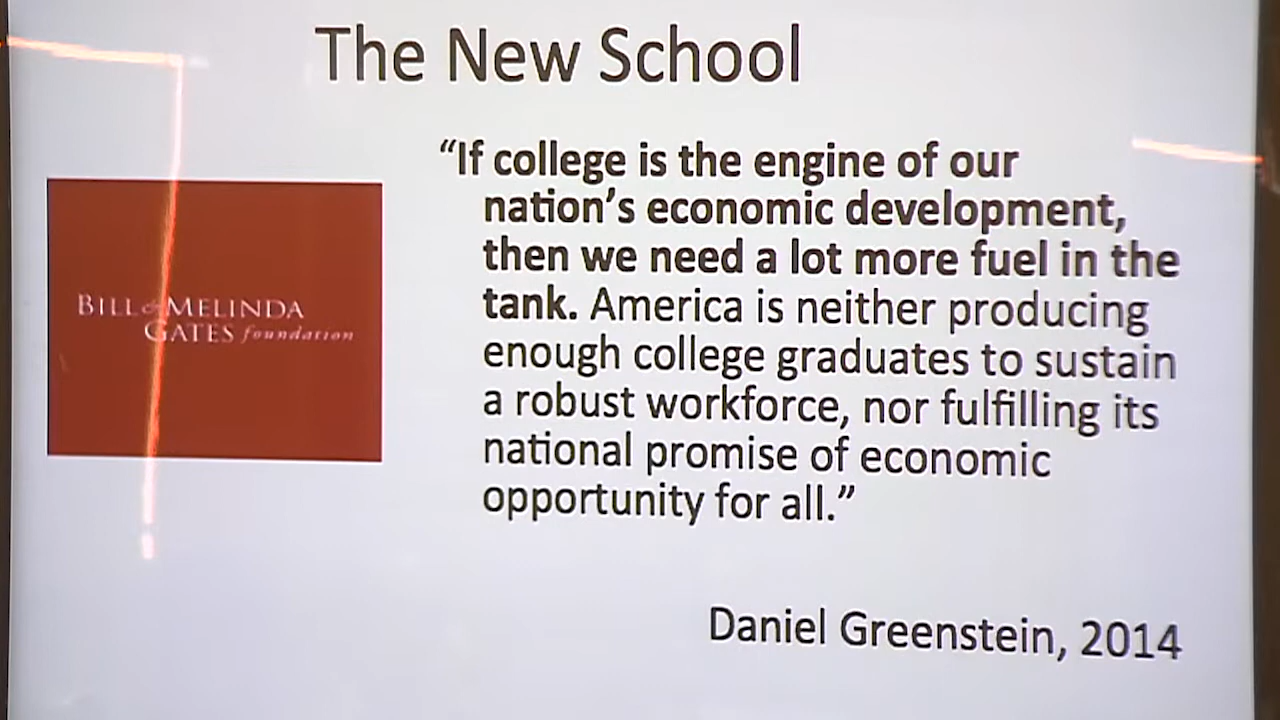 The New School
“If college is the engine of our
nation’s economic development,
then we need a lot more fuel in the
tank. America is neither producing
enough college graduates to sustain
a robust workforce, nor fulfilling its
national promise of economic
opportunity for all.”
BILL & MELINDA
GATES foundation
Daniel Greenstein, 2014